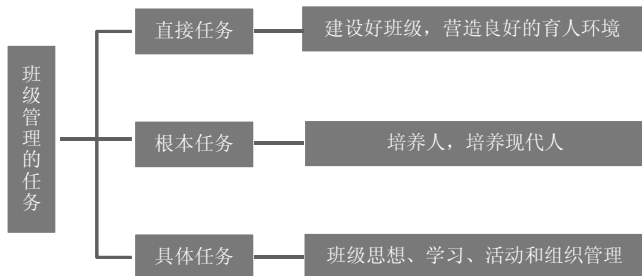 班级管理的任务
直接任务
建设好班级，营造良好的育人环境
根本任务
培养人，培养现代人
具体任务
班级思想、学习、活动和组织管理